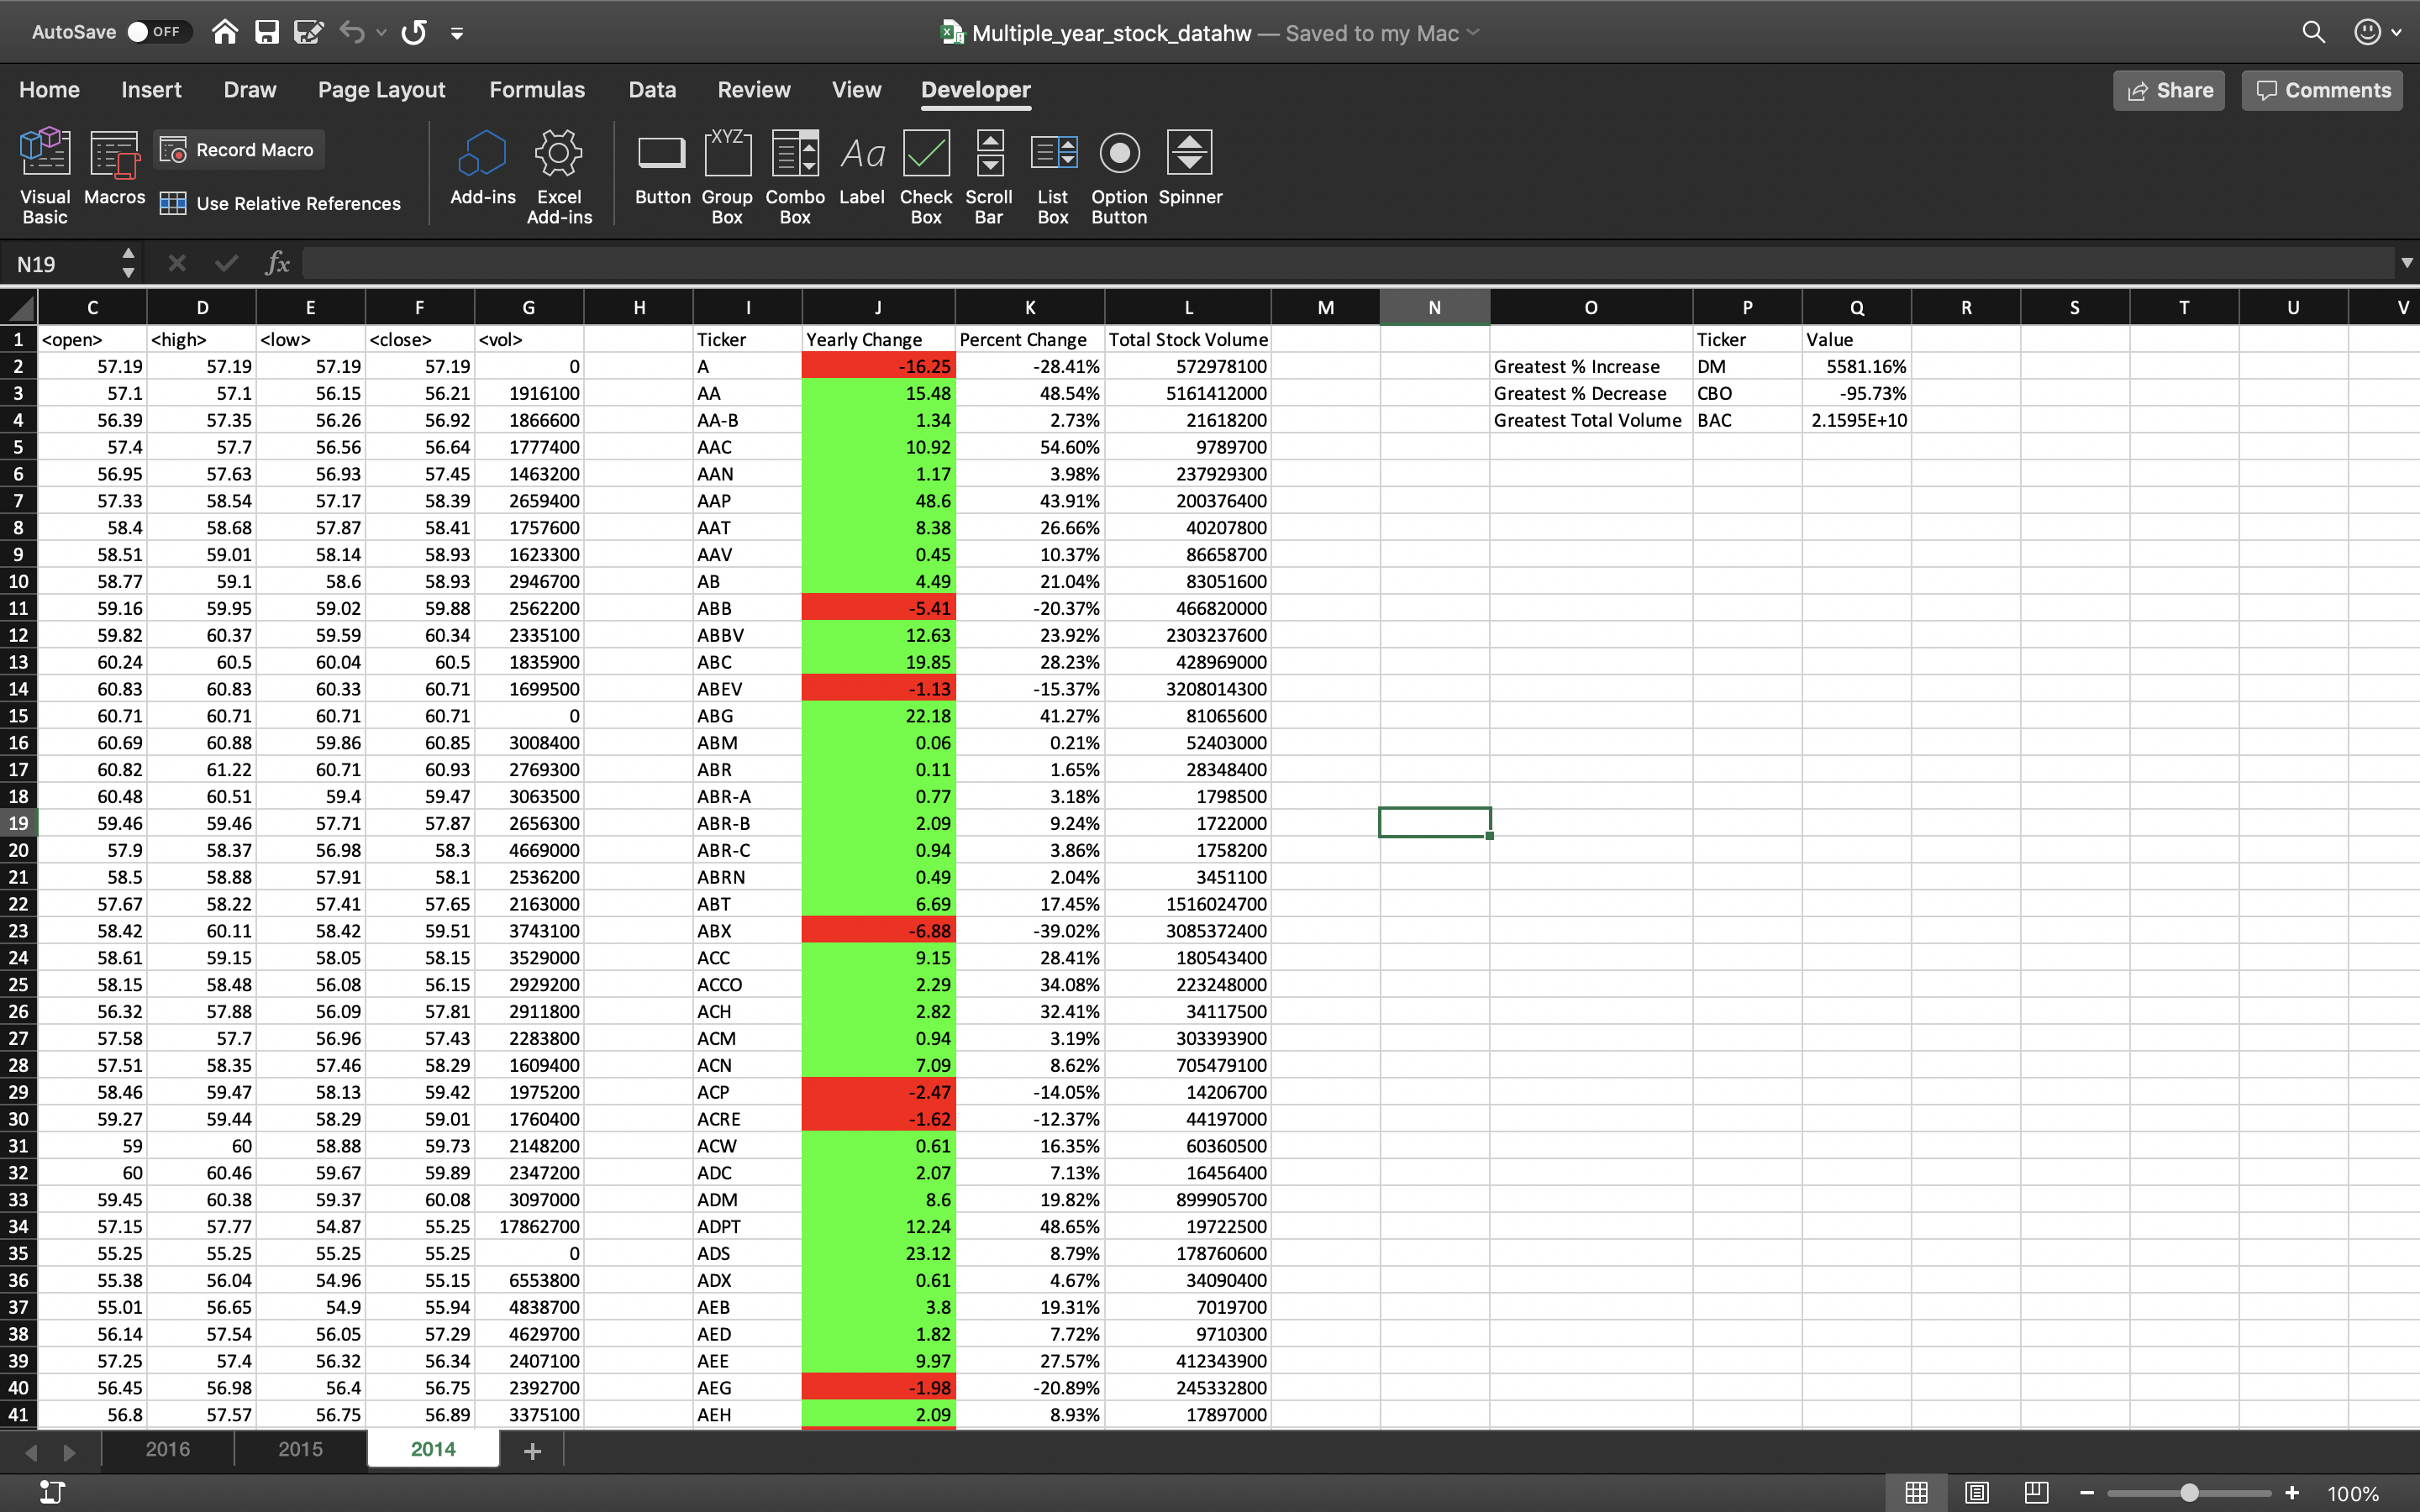 AutoSave OFF Multiple_year_stock_datahw — Saved to my Mac
Home Insert Draw Page Layout Formulas Data Review View Developer Share Comments
Visual Basic Macros Record Macro Use Relative References Add-ins Excel Add-ins Button Group Box Combo Box Label Check Box Scroll Bar List Box Option Button Spinner
XYZ Aa
N19 fx
C D E F G H I J K L M N O P Q R S T U V
1 <open> <high> <low> <close> <vol> Ticker Yearly Change Percent Change Total Stock Volume Ticker Value
2 57.19 57.19 57.19 57.19 0 A -16.25 -28.41% 572978100 Greatest % Increase DM 5581.16%
3 57.1 57.1 56.15 56.21 1916100 AA 15.48 48.54% 5161412000 Greatest % Decrease CBO -95.73%
4 56.39 57.35 56.26 56.92 1866600 AA-B 1.34 2.73% 21618200 Greatest Total Volume BAC 2.1595E+10
5 57.4 57.7 56.56 56.64 1777400 AAC 10.92 54.60% 9789700
6 56.95 57.63 56.93 57.45 1463200 AAN 1.17 3.98% 237929300
7 57.33 58.54 57.17 58.39 2659400 AAP 48.6 43.91% 200376400
8 58.4 58.68 57.87 58.41 1757600 AAT 8.38 26.66% 40207800
9 58.51 59.01 58.14 58.93 1623300 AAV 0.45 10.37% 86658700
10 58.77 59.1 58.6 58.93 2946700 AB 4.49 21.04% 83051600
11 59.16 59.95 59.02 59.88 2562200 ABB -5.41 -20.37% 466820000
12 59.82 60.37 59.59 60.34 2335100 ABBV 12.63 23.92% 2303237600
13 60.24 60.5 60.04 60.5 1835900 ABC 19.85 28.23% 428969000
14 60.83 60.83 60.33 60.71 1699500 ABEV -1.13 -15.37% 3208014300
15 60.71 60.71 60.71 60.71 0 ABG 22.18 41.27% 81065600
16 60.69 60.88 59.86 60.85 3008400 ABM 0.06 0.21% 52403000
17 60.82 61.22 60.71 60.93 2769300 ABR 0.11 1.65% 28348400
18 60.48 60.51 59.4 59.47 3063500 ABR-A 0.77 3.18% 1798500
19 59.46 59.46 57.71 57.87 2656300 ABR-B 2.09 9.24% 1722000
20 57.9 58.37 56.98 58.3 4669000 ABR-C 0.94 3.86% 1758200
21 58.5 58.88 57.91 58.1 2536200 ABRN 0.49 2.04% 3451100
22 57.67 58.22 57.41 57.65 2163000 ABT 6.69 17.45% 1516024700
23 58.42 60.11 58.42 59.51 3743100 ABX -6.88 -39.02% 3085372400
24 58.61 59.15 58.05 58.15 3529000 ACC 9.15 28.41% 180543400
25 58.15 58.48 56.08 56.15 2929200 ACCO 2.29 34.08% 223248000
26 56.32 57.88 56.09 57.81 2911800 ACH 2.82 32.41% 34117500
27 57.58 57.7 56.96 57.43 2283800 ACM 0.94 3.19% 303393900
28 57.51 58.35 57.46 58.29 1609400 ACN 7.09 8.62% 705479100
29 58.46 59.47 58.13 59.42 1975200 ACP -2.47 -14.05% 14206700
30 59.27 59.44 58.29 59.01 1760400 ACRE -1.62 -12.37% 44197000
31 59 60 58.88 59.73 2148200 ACW 0.61 16.35% 60360500
32 60 60.46 59.67 59.89 2347200 ADC 2.07 7.13% 16456400
33 59.45 60.38 59.37 60.08 3097000 ADM 8.6 19.82% 899905700
34 57.15 57.77 54.87 55.25 17862700 ADPT 12.24 48.65% 19722500
35 55.25 55.25 55.25 55.25 0 ADS 23.12 8.79% 178760600
36 55.38 56.04 54.96 55.15 6553800 ADX 0.61 4.67% 34090400
37 55.01 56.65 54.9 55.94 4838700 AEB 3.8 19.31% 7019700
38 56.14 57.54 56.05 57.29 4629700 AED 1.82 7.72% 9710300
39 57.25 57.4 56.32 56.34 2407100 AEE 9.97 27.57% 412343900
40 56.45 56.98 56.4 56.75 2392700 AEG -1.98 -20.89% 245332800
41 56.8 57.57 56.75 56.89 3375100 AEH 2.09 8.93% 17897000
2016 2015 2014 +
100%